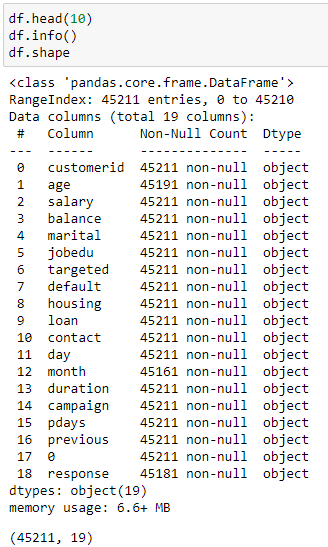 df.head(10)
df.info()
df.shape
<class 'pandas.core.frame.DataFrame'>
RangeIndex: 45211 entries, 0 to 45210
Data columns (total 19 columns):
 #   Column      Non-Null Count  Dtype
---  ------      --------------  -----
 0   customerid  45211 non-null  object
 1   age         45191 non-null  object
 2   salary      45211 non-null  object
 3   balance     45211 non-null  object
 4   marital     45211 non-null  object
 5   jobedu      45211 non-null  object
 6   targeted    45211 non-null  object
 7   default     45211 non-null  object
 8   housing     45211 non-null  object
 9   loan        45211 non-null  object
 10  contact     45211 non-null  object
 11  day         45211 non-null  object
 12  month       45161 non-null  object
 13  duration    45211 non-null  object
 14  campaign    45211 non-null  object
 15  pdays       45211 non-null  object
 16  previous    45211 non-null  object
 17  0           45211 non-null  object
 18  response    45181 non-null  object
dtypes: object(19)
memory usage: 6.6+ MB
(45211, 19)